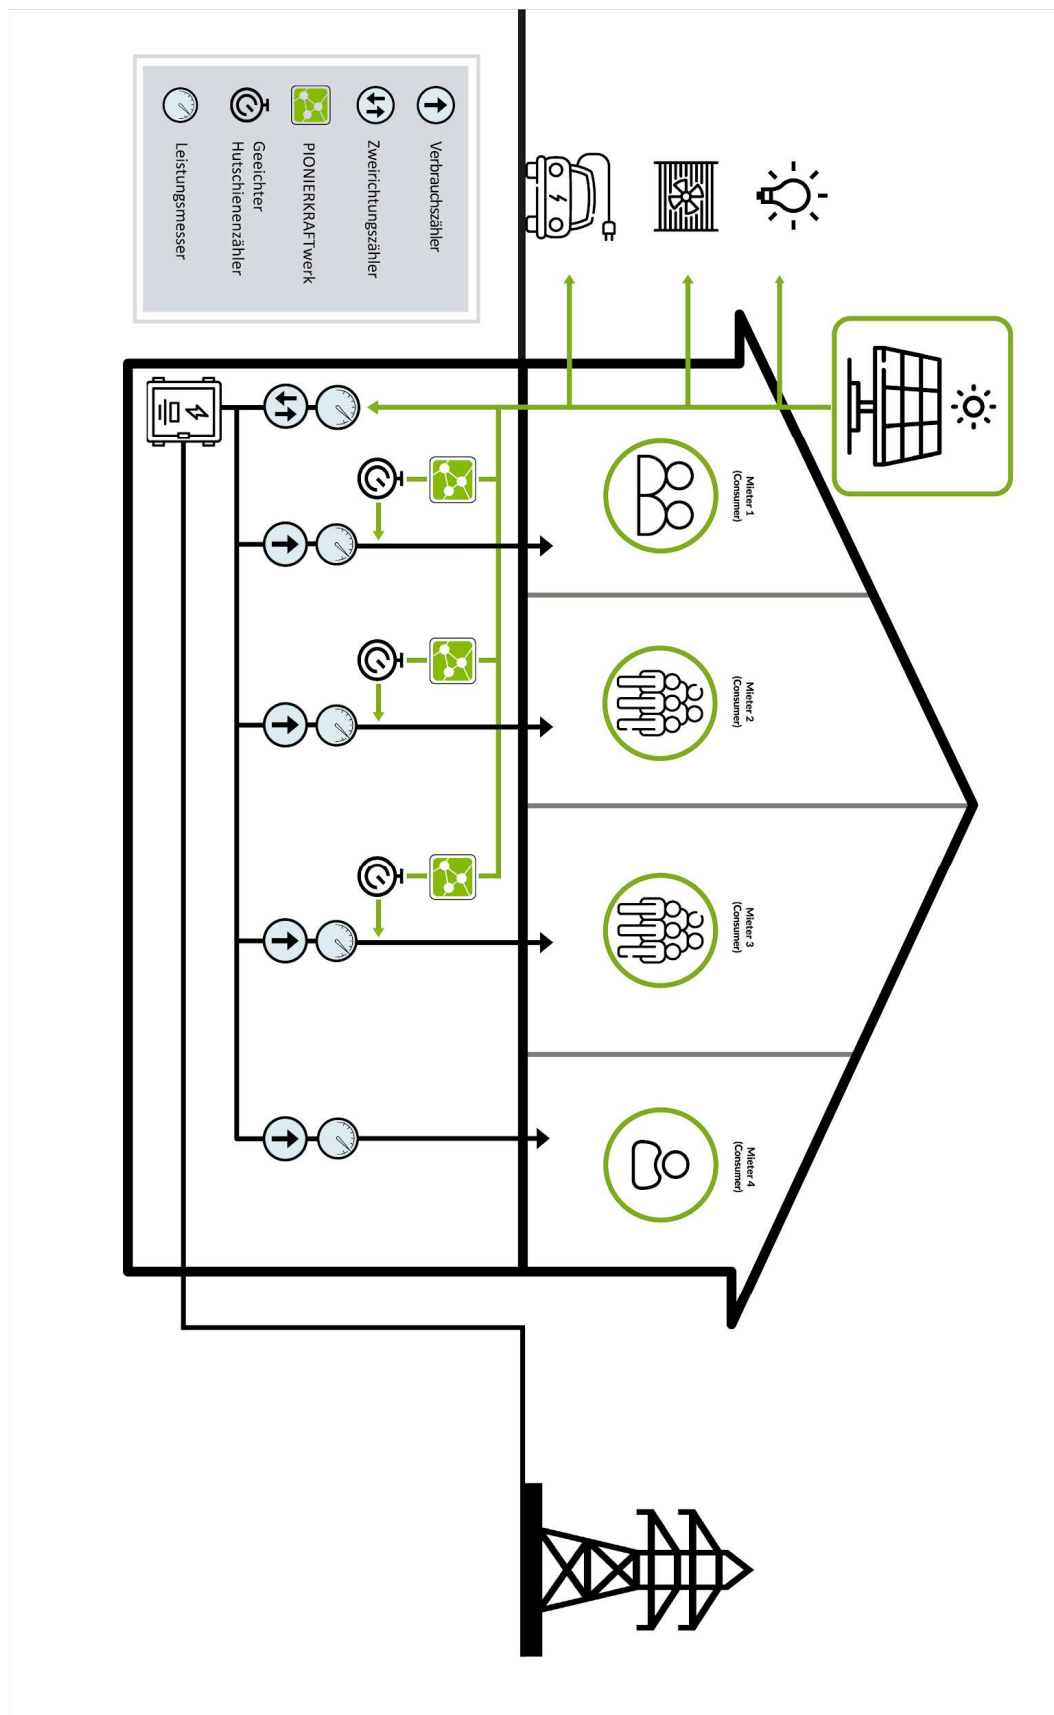 Mieter 1
(Consumer)
Mieter 2
(Consumer)
Mieter 3
(Consumer)
Mieter 4
(Consumer)
Verbrauchszähler
Zweirichtungszähler
PIONIERKRAFTwerk
Geeichter
Hutschienenzähler
Leistungsmesser